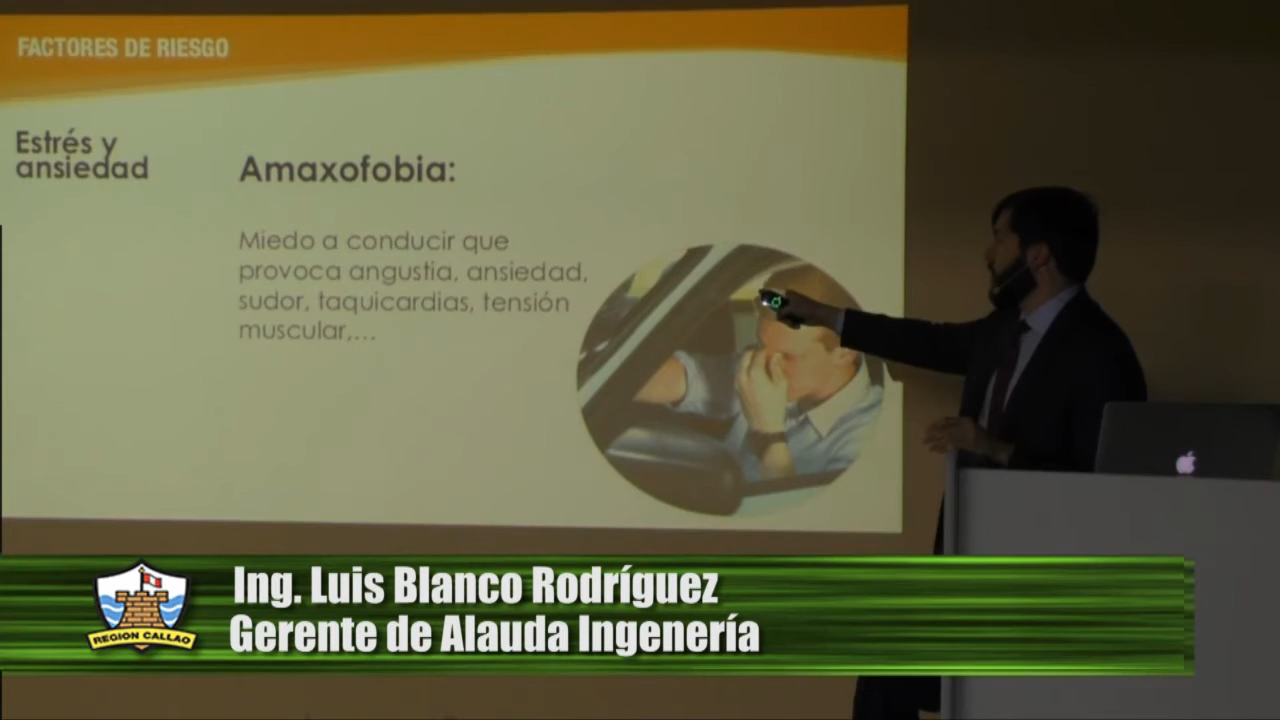 FACTORES DE RIESGO
Estrés y
ansiedad
Amaxofobia:
Miedo a conducir que
provoca angustia, ansiedad,
sudor, taquicardias, tensión
muscular,...
Ing. Luis Blanco Rodríguez
Gerente de Alauda Ingenería
REGION CALLAO